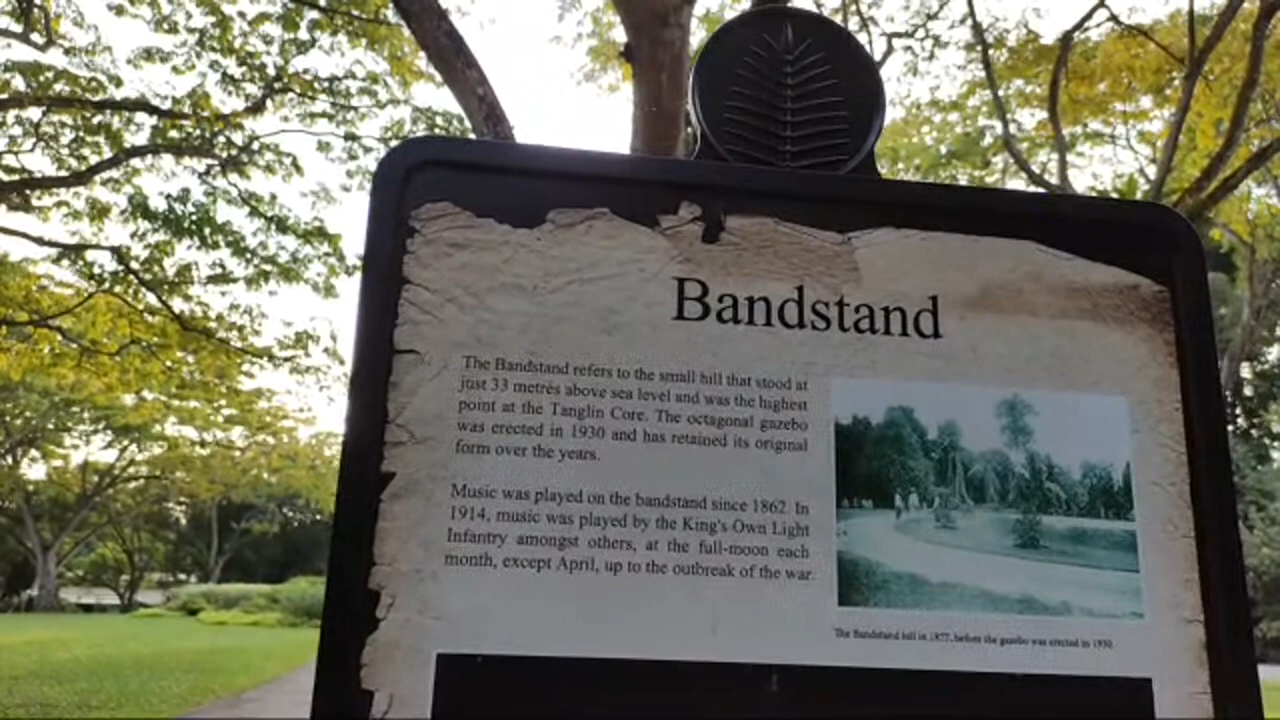 Bandstand
The Bandstand refers to the small hill that stood at
just 33 metres above sea level and was the highest
point at the Tanglin Core. The octagonal gazebo
was erected in 1930 and has retained its original
form over the years.
Music was played on the bandstand since 1862. In
1914, music was played by the King's Own Light
Infantry amongst others, at the full-moon each
month, except April, up to the outbreak of the war.
The Bandstand hill in 1877, before the gazebo was erected in 1930.